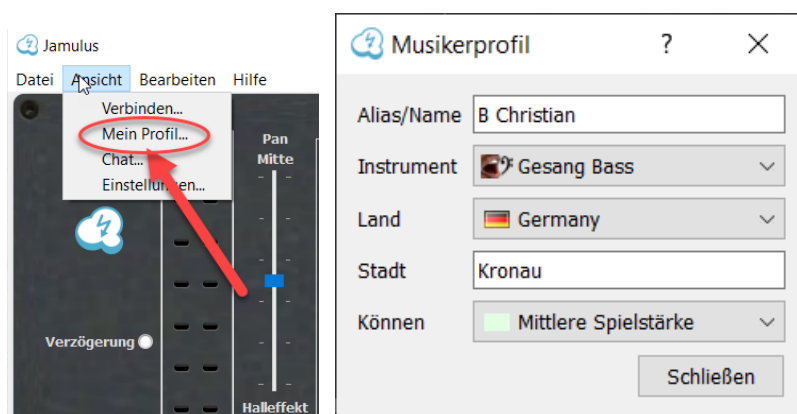 Jamulus
Datei Ansicht Bearbeiten Hilfe
Verbinden...
Mein Profil...
Chat...
Einstellungen...
Pan
Mitte
Verzögerung
Halleffekt
Musikerprofil ? ×
Alias/Name B Christian
Instrument Gesang Bass
Land Germany
Stadt Kronau
Können Mittlere Spielstärke
Schließen